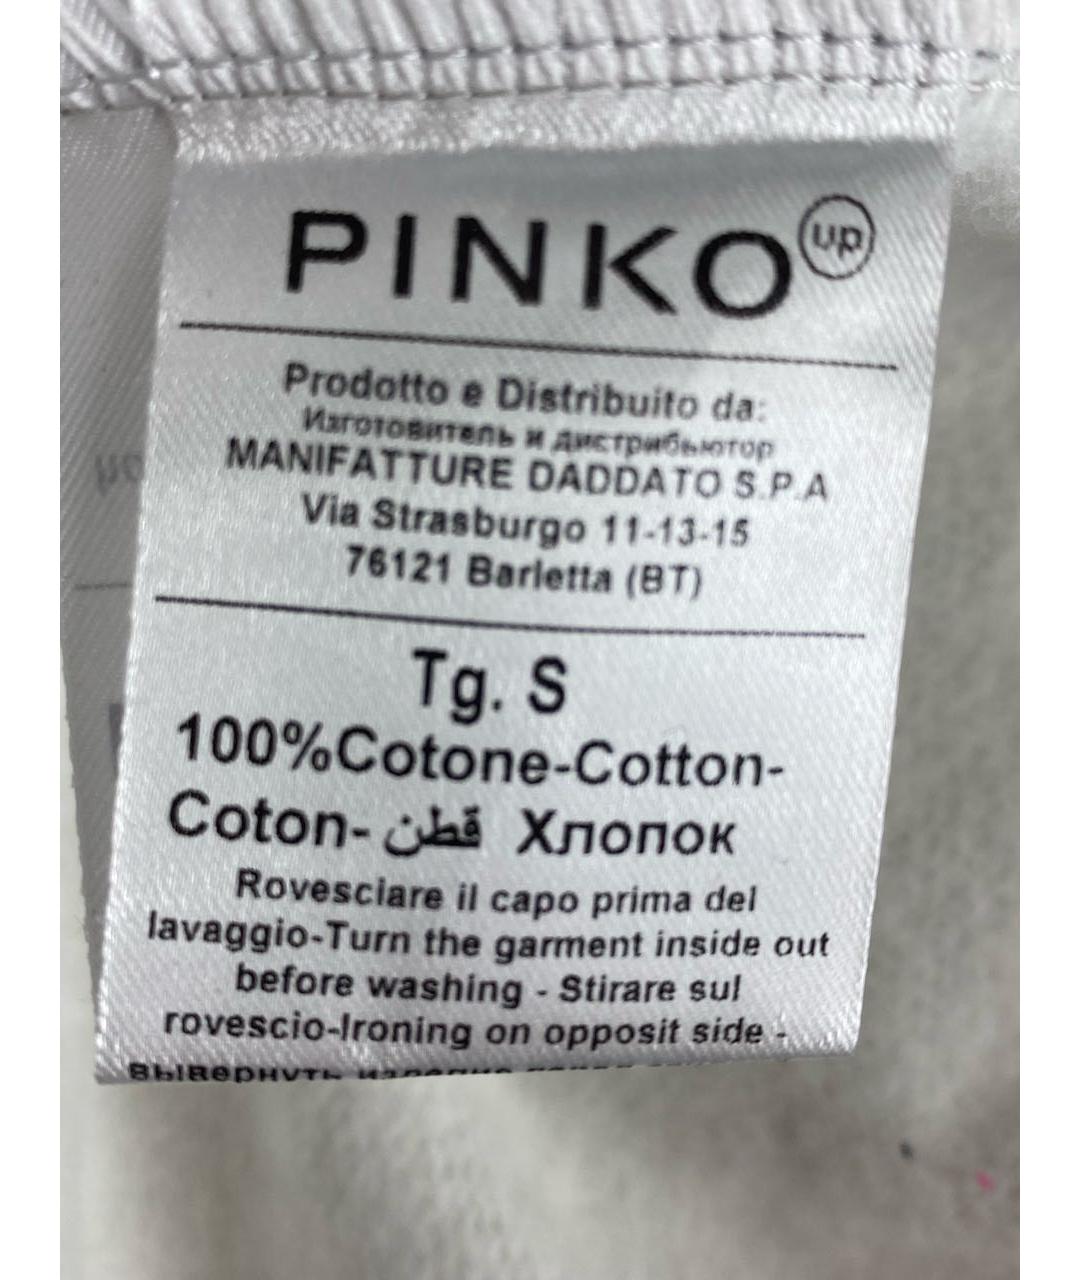 PINKO up
Prodotto e Distribuito da:
Изготовитель и дистрибьютор
MANIFATTURE DADDATO S.P.A
Via Strasburgo 11-13-15
76121 Barletta (BT)
Tg. S
100%Cotone-Cotton-
Coton-قطن Хлопок
Rovesciare il capo prima del
lavaggio-Turn the garment inside out
before washing - Stirare sul
rovescio-Ironing on opposit side -
вывернуть изделие